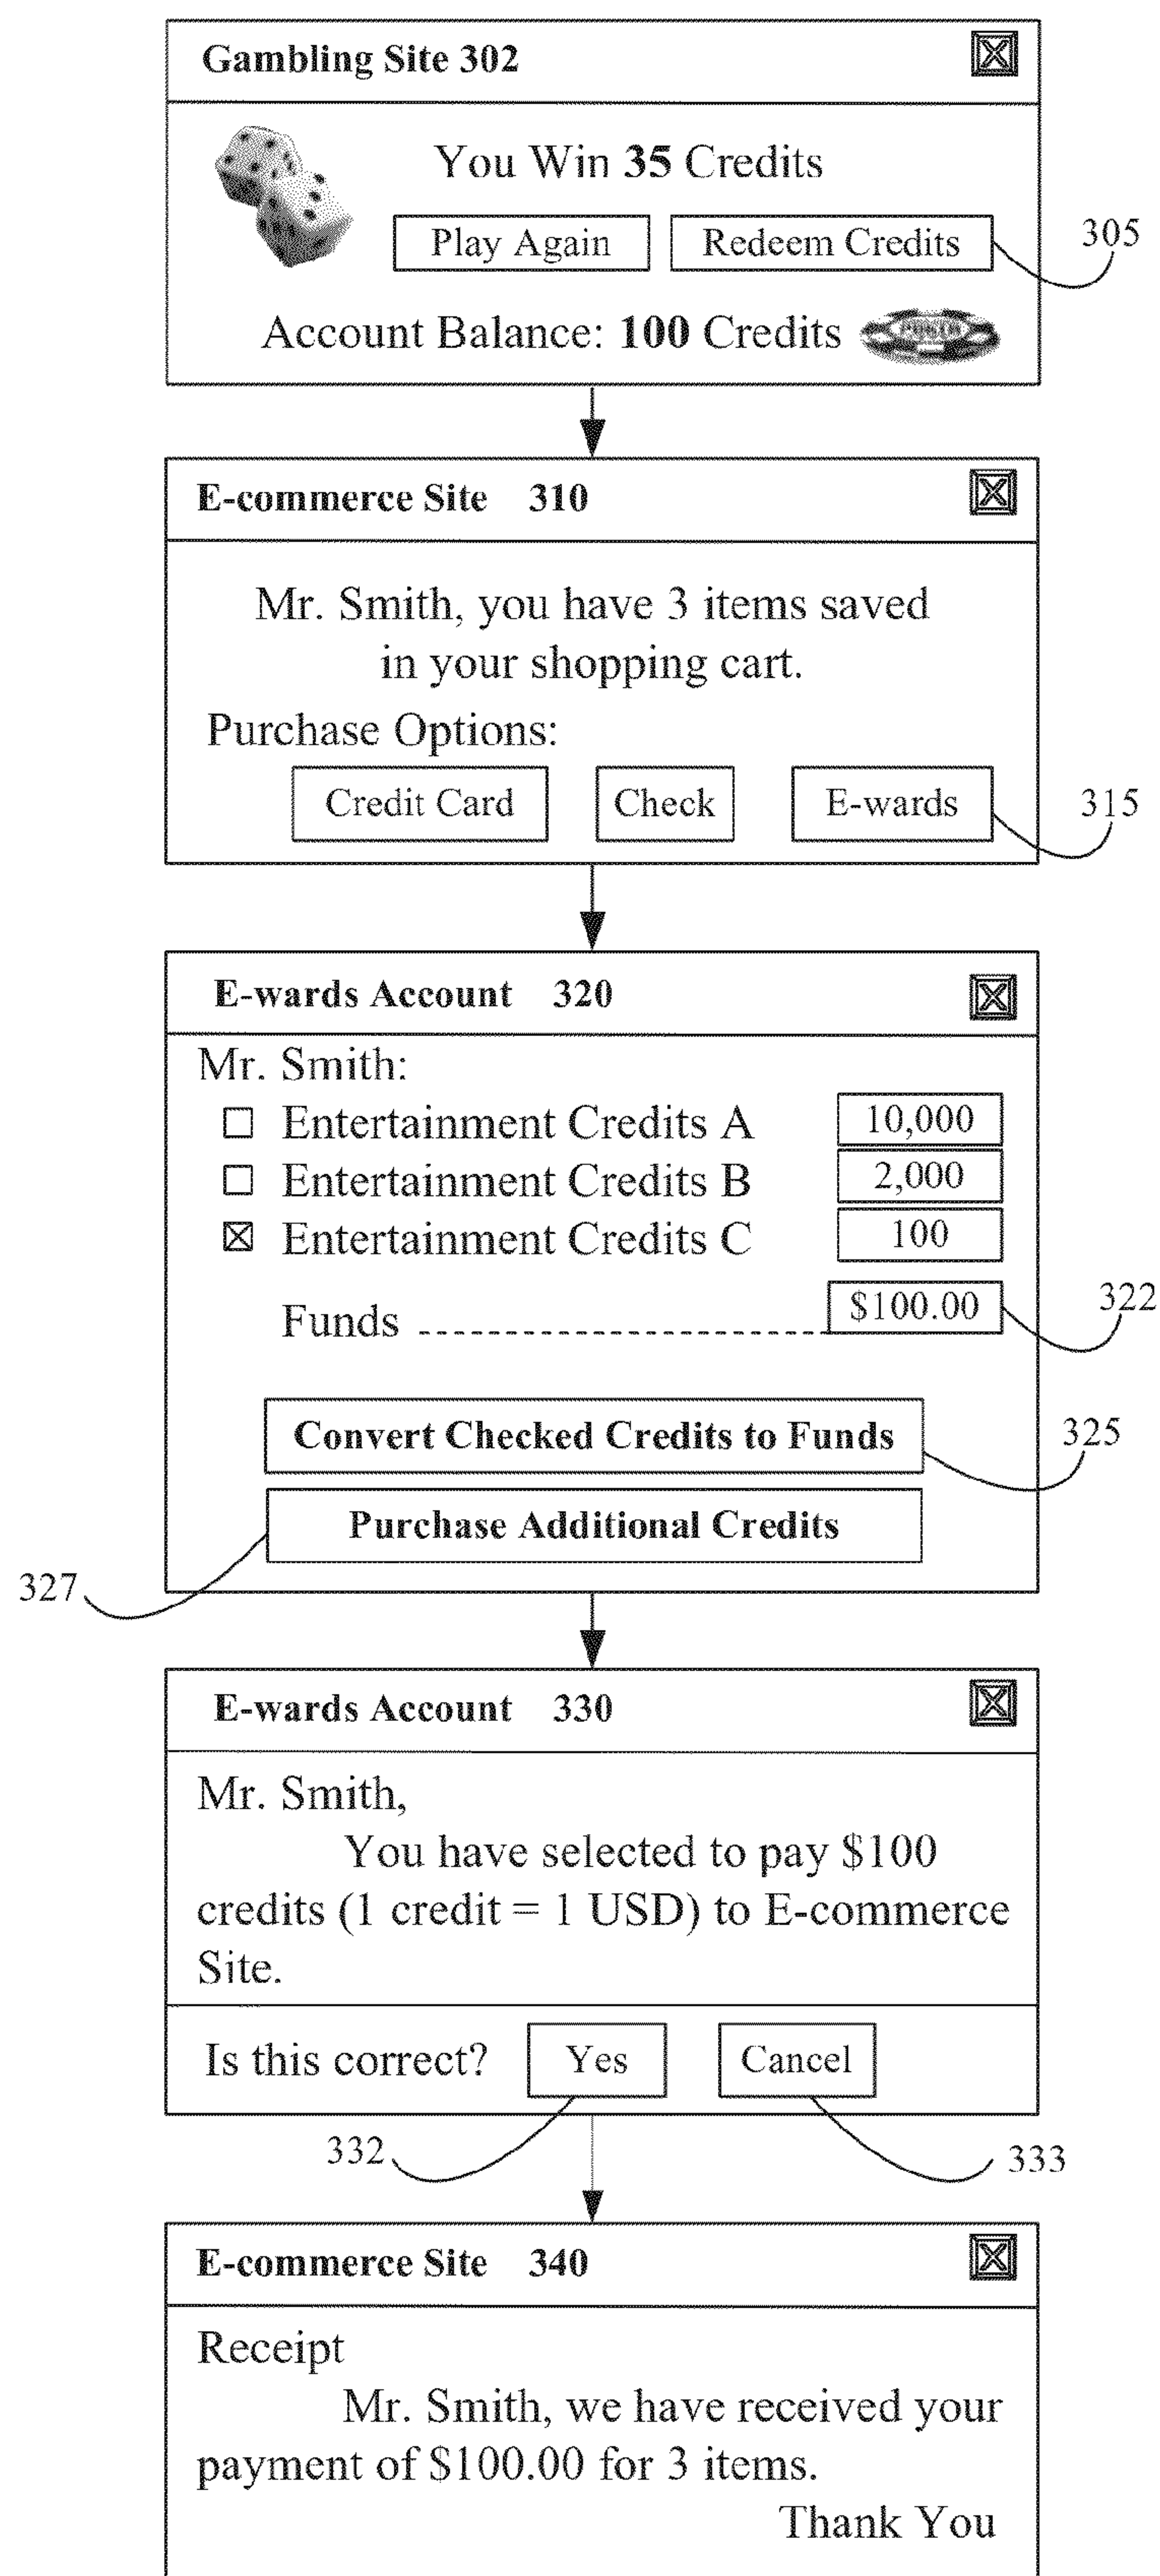 Gambling Site 302
You Win 35 Credits
Play Again
Redeem Credits
305
Account Balance: 100 Credits
POKER
E-commerce Site 310
Mr. Smith, you have 3 items saved
in your shopping cart.
Purchase Options:
Credit Card
Check
E-wards
315
E-wards Account 320
Mr. Smith:
Entertainment Credits A 10,000
Entertainment Credits B 2,000
Entertainment Credits C 100
Funds $100.00
322
Convert Checked Credits to Funds
325
Purchase Additional Credits
327
E-wards Account 330
Mr. Smith,
You have selected to pay $100
credits (1 credit = 1 USD) to E-commerce
Site.
Is this correct? Yes Cancel
332
333
E-commerce Site 340
Receipt
Mr. Smith, we have received your
payment of $100.00 for 3 items.
Thank You